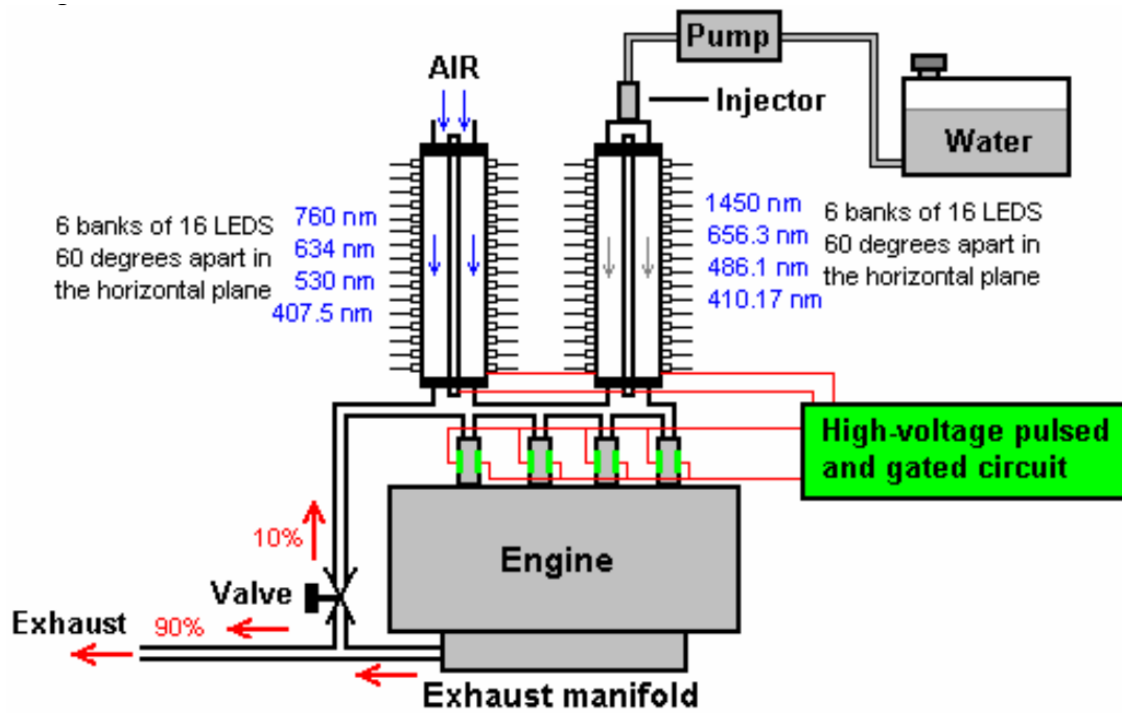 Pump
AIR
Injector
Water
6 banks of 16 LEDS
60 degrees apart in
the horizontal plane
760 nm
634 nm
530 nm
407.5 nm
1450 nm
656.3 nm
486.1 nm
410.17 nm
6 banks of 16 LEDS
60 degrees apart in
the horizontal plane
High-voltage pulsed
and gated circuit
10%
Engine
Valve
Exhaust
90%
Exhaust manifold